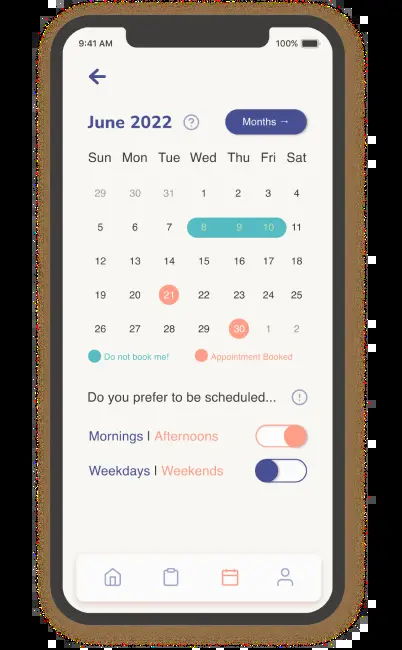 9:41 AM 100%
June 2022 ? Months →
Sun Mon Tue Wed Thu Fri Sat
29 30 31 1 2 3 4
5 6 7 8 9 10 11
12 13 14 15 16 17 18
19 20 21 22 23 24 25
26 27 28 29 30 1 2
Do not book me! Appointment Booked
Do you prefer to be scheduled... !
Mornings | Afternoons
Weekdays | Weekends